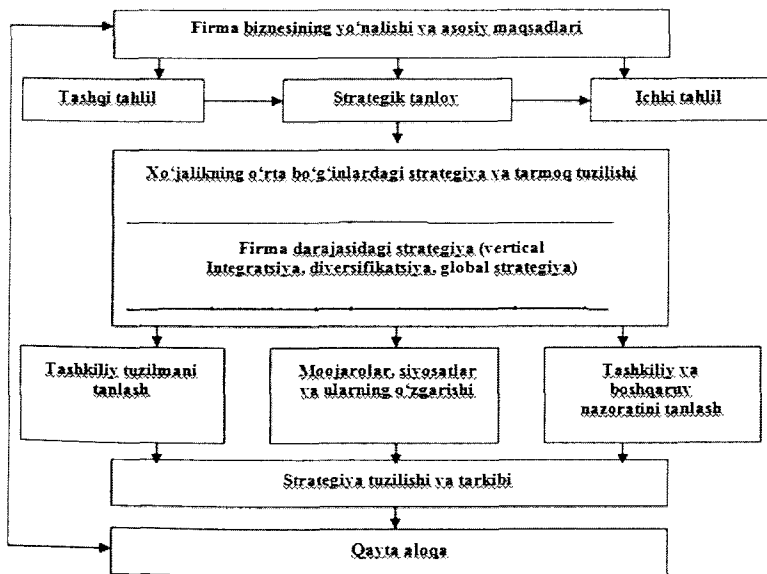 Firma biznesining yo‘nalishi va asosiy maqsadlari
Tashqi tahlil
Strategik tanlov
Ichki tahlil
Xo‘jalikning o‘rta bo‘g‘inlardagi strategiya va tarmoq tuzilishi
Firma darajasidagi strategiya (vertical
Integratsiya, diversifikatsiya, global strategiya)
Tashkiliy tuzilmani
tanlash
Moojarolar, siyosatlar
va ularning o‘zgarishi
Tashkiliy va
boshqaruv
nazoratini tanlash
Strategiya tuzilishi va tarkibi
Qayta aloqa